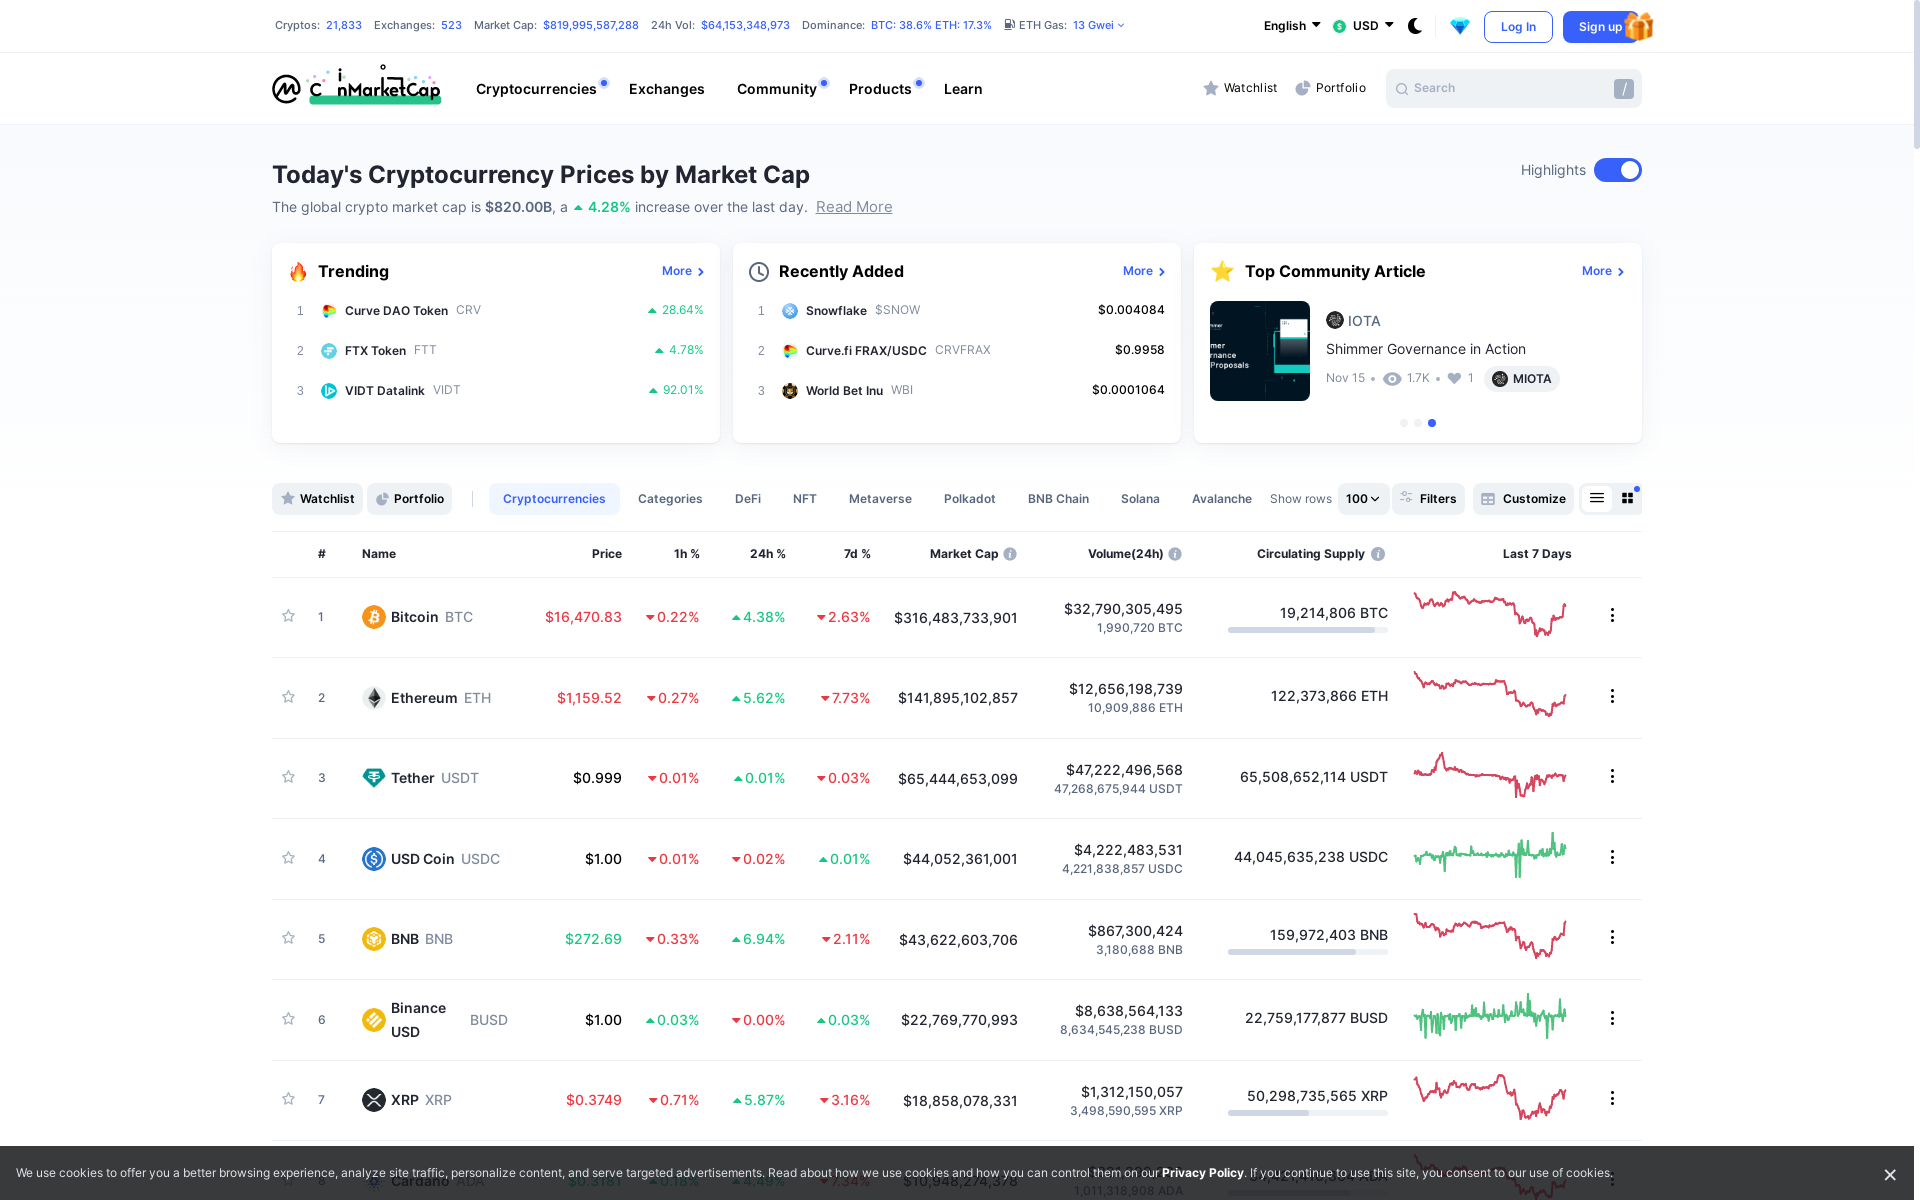 Cryptos: 21,833 Exchanges: 523 Market Cap: $819,995,587,288 24h Vol: $64,153,348,973 Dominance: BTC: 38.6% ETH: 17.3% ETH Gas: 13 Gwei English USD Log In Sign up
CoinMarketCap Cryptocurrencies Exchanges Community Products Learn Watchlist Portfolio Search /
Today's Cryptocurrency Prices by Market Cap Highlights
The global crypto market cap is $820.00B, a 4.28% increase over the last day. Read More
Trending More
1 Curve DAO Token CRV 28.64%
2 FTX Token FTT 4.78%
3 VIDT Datalink VIDT 92.01%
Recently Added More
1 Snowflake $SNOW $0.004084
2 Curve.fi FRAX/USDC CRVFRAX $0.9958
3 World Bet Inu WBI $0.0001064
Top Community Article More
IOTA
Shimmer Governance in Action
Nov 15 • 1.7K • 1 MIOTA
Watchlist Portfolio Cryptocurrencies Categories DeFi NFT Metaverse Polkadot BNB Chain Solana Avalanche Show rows 100 Filters Customize
# Name Price 1h % 24h % 7d % Market Cap Volume(24h) Circulating Supply Last 7 Days
1 Bitcoin BTC $16,470.83 0.22% 4.38% 2.63% $316,483,733,901 $32,790,305,495 19,214,806 BTC
1,990,720 BTC
2 Ethereum ETH $1,159.52 0.27% 5.62% 7.73% $141,895,102,857 $12,656,198,739 122,373,866 ETH
10,909,886 ETH
3 Tether USDT $0.999 0.01% 0.01% 0.03% $65,444,653,099 $47,222,496,568 65,508,652,114 USDT
47,268,675,944 USDT
4 USD Coin USDC $1.00 0.01% 0.02% 0.01% $44,052,361,001 $4,222,483,531 44,045,635,238 USDC
4,221,838,857 USDC
5 BNB BNB $272.69 0.33% 6.94% 2.11% $43,622,603,706 $867,300,424 159,972,403 BNB
3,180,688 BNB
6 Binance USD BUSD $1.00 0.03% 0.00% 0.03% $22,769,770,993 $8,638,564,133 22,759,177,877 BUSD
8,634,545,238 BUSD
7 XRP XRP $0.3749 0.71% 5.87% 3.16% $18,858,078,331 $1,312,150,057 50,298,735,565 XRP
3,498,590,595 XRP
We use cookies to offer you a better browsing experience, analyze site traffic, personalize content, and serve targeted advertisements. Read about how we use cookies and how you can control them on our Privacy Policy. If you continue to use this site, you consent to our use of cookies.
8 Cardano ADA $0.3181 0.18% 4.49% 7.34% $10,948,274,378
1,011,318,908 ADA